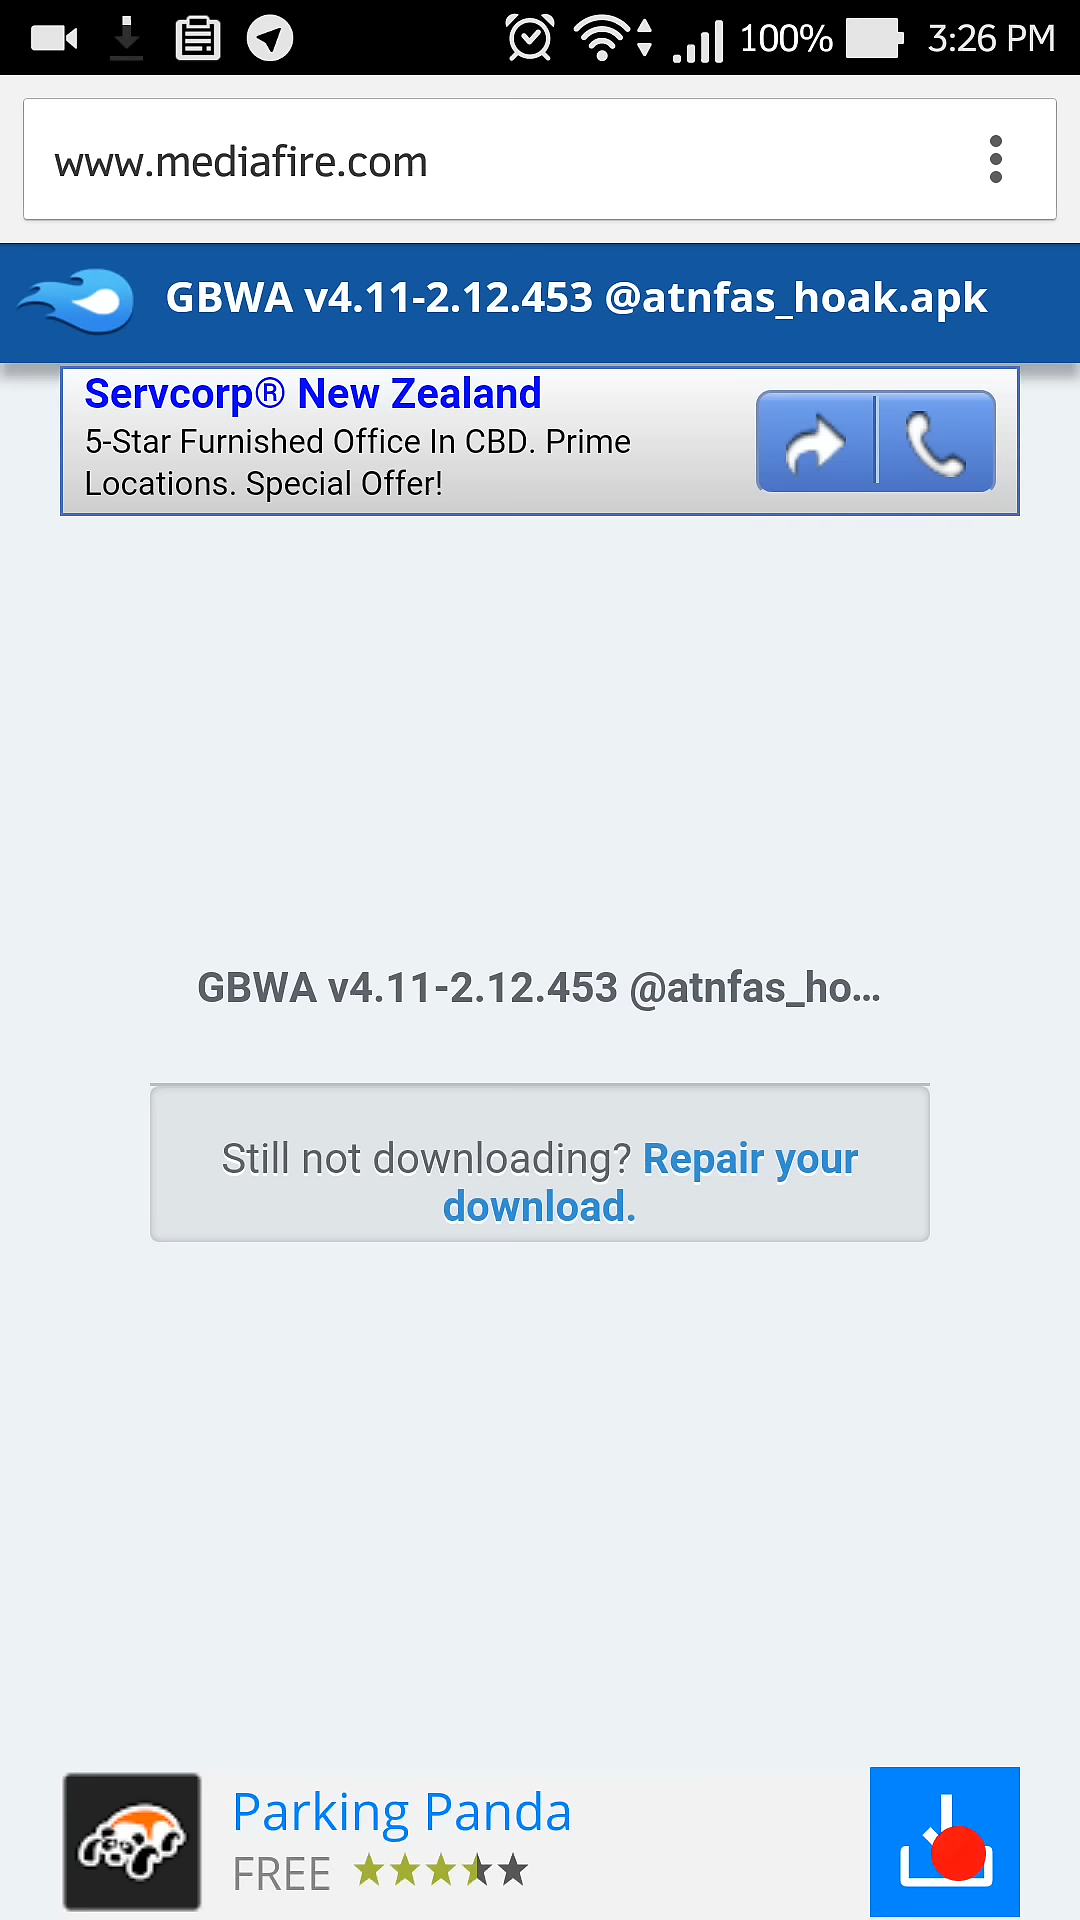 100% 3:26 PM
www.mediafire.com
GBWA v4.11-2.12.453 @atnfas_hoak.apk
Servcorp® New Zealand
5-Star Furnished Office In CBD. Prime
Locations. Special Offer!
GBWA v4.11-2.12.453 @atnfas_ho...
Still not downloading? Repair your
download.
Parking Panda
FREE